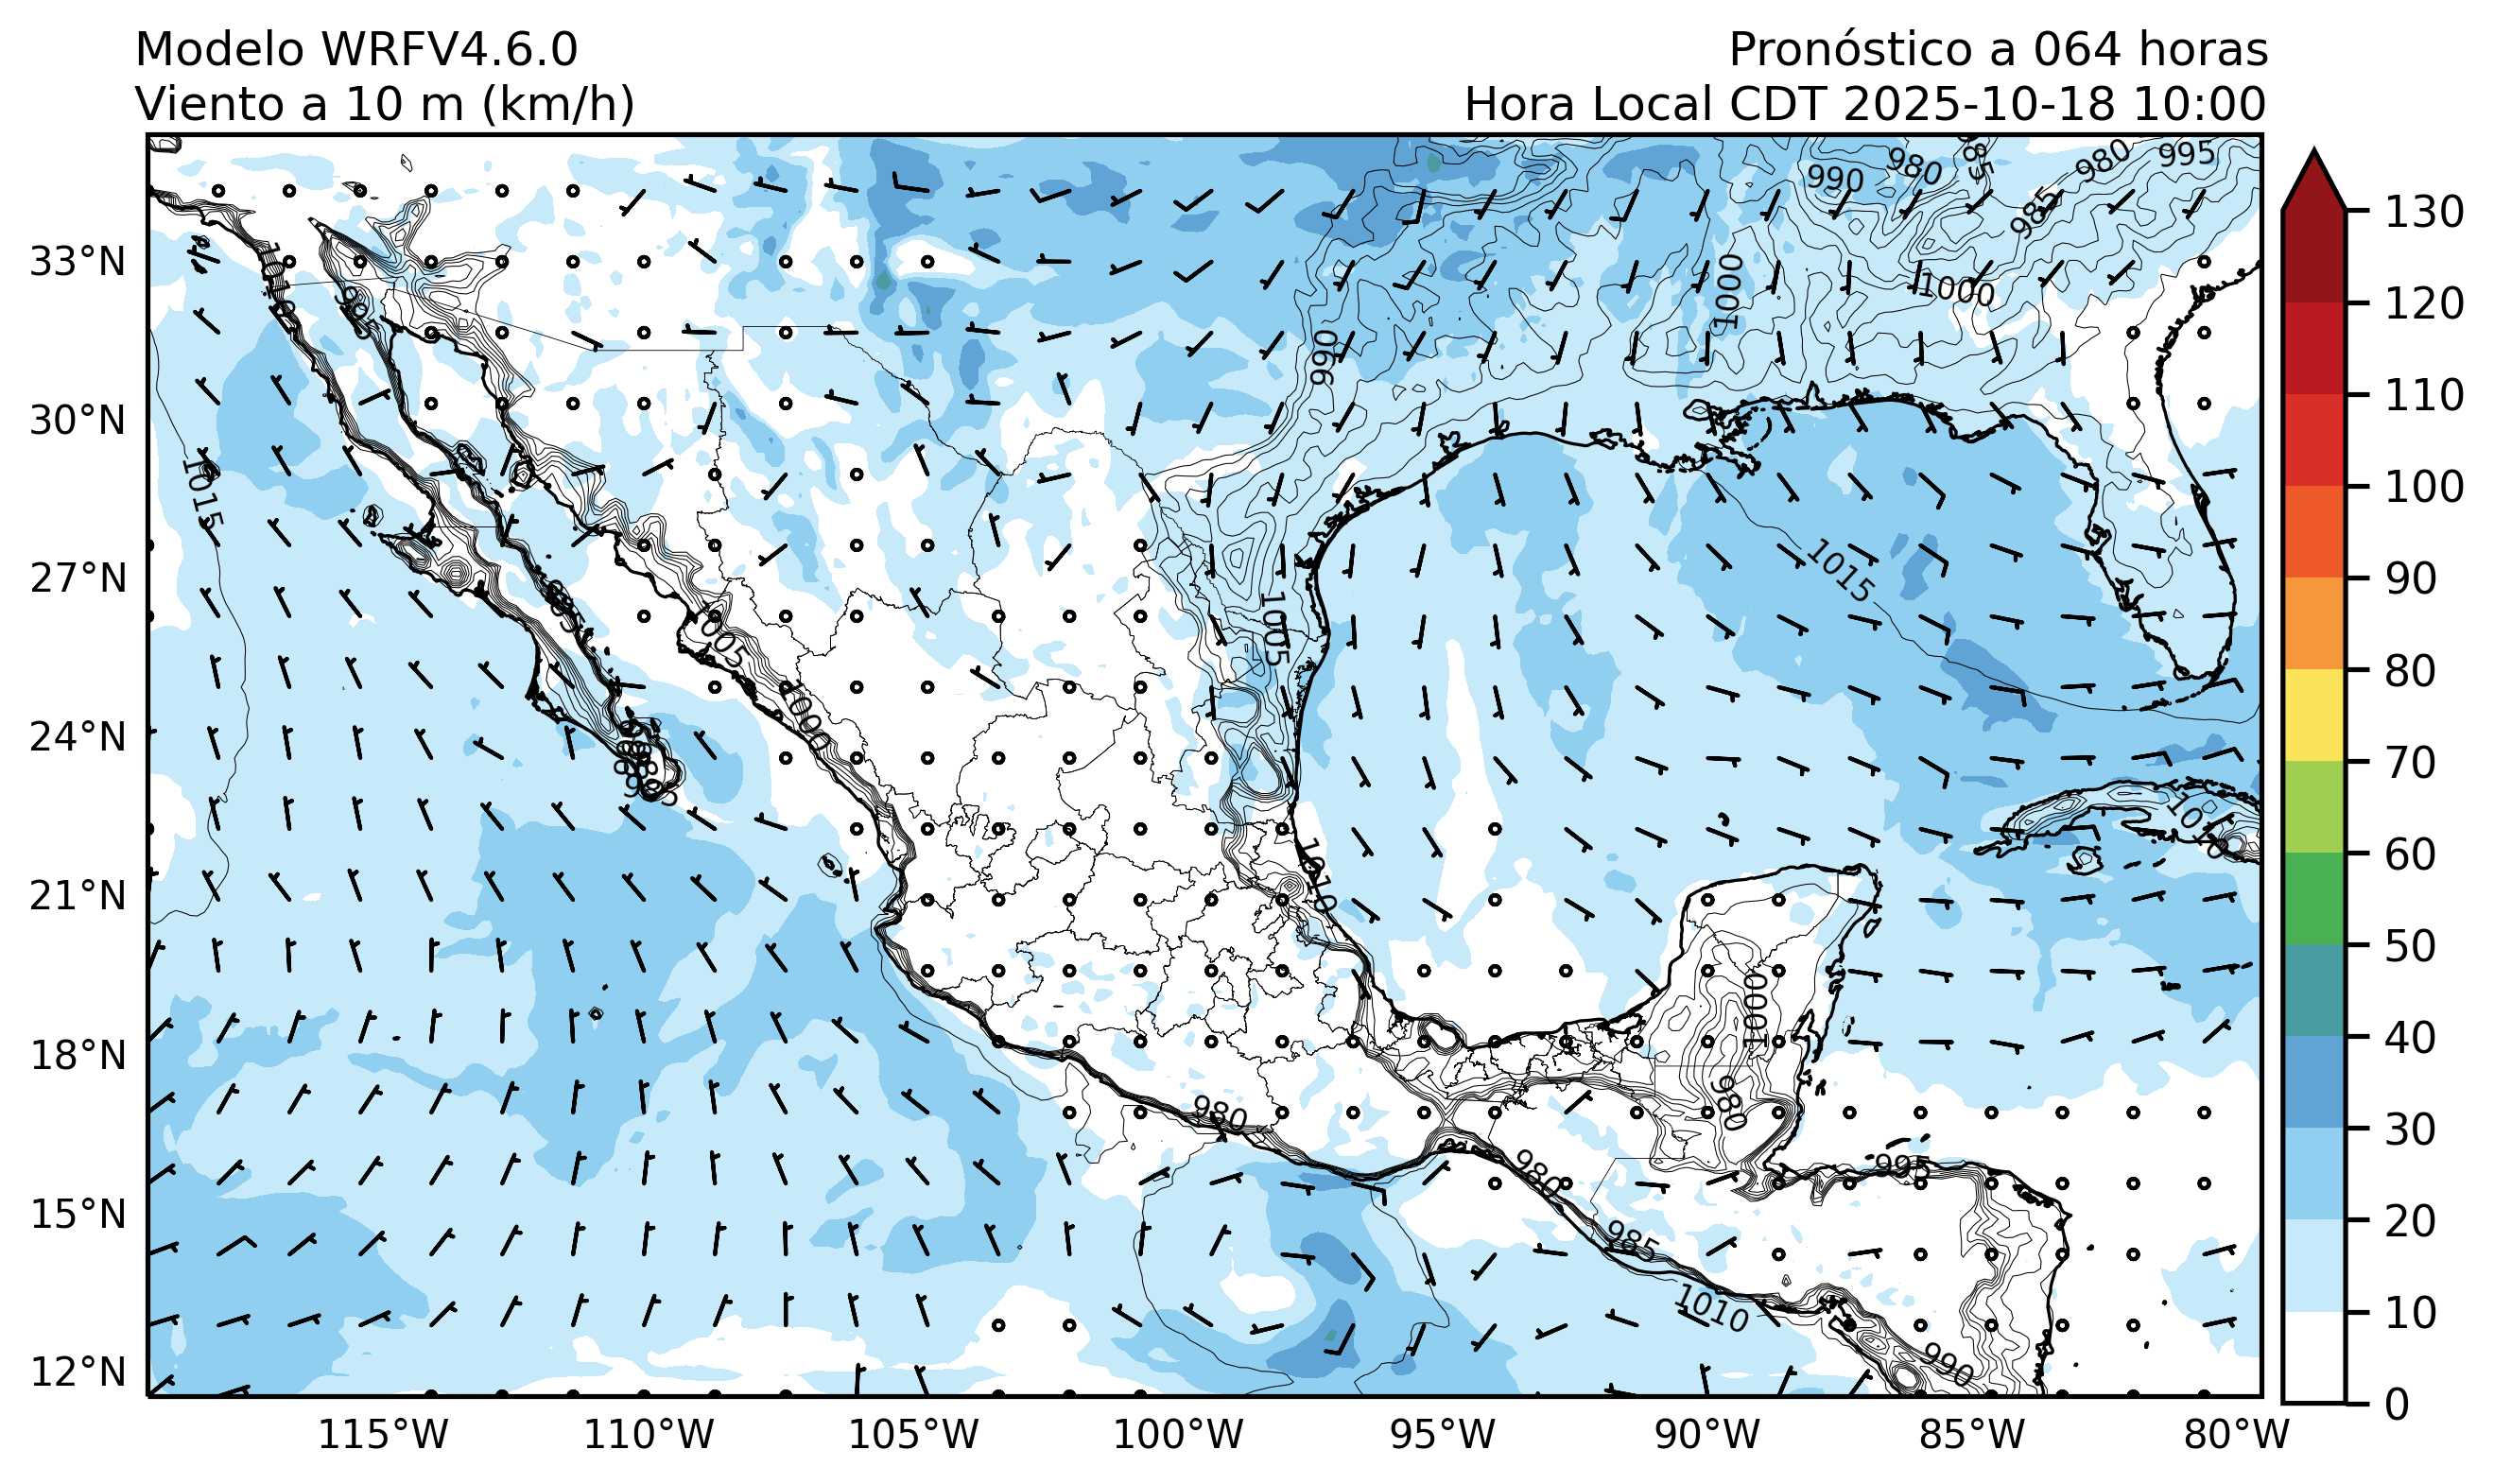 Modelo WRFV4.6.0
Pronóstico a 064 horas
Viento a 10 m (km/h)
Hora Local CDT 2025-10-18 10:00
33°N
30°N
27°N
24°N
21°N
18°N
15°N
12°N
115°W
110°W
105°W
100°W
95°W
90°W
85°W
80°W
130
120
110
100
90
80
70
60
50
40
30
20
10
0
980
995
990
980
985
1000
1000
990
1015
1015
1005
1000
1010
1010
1000
980
980
995
980
985
1010
990